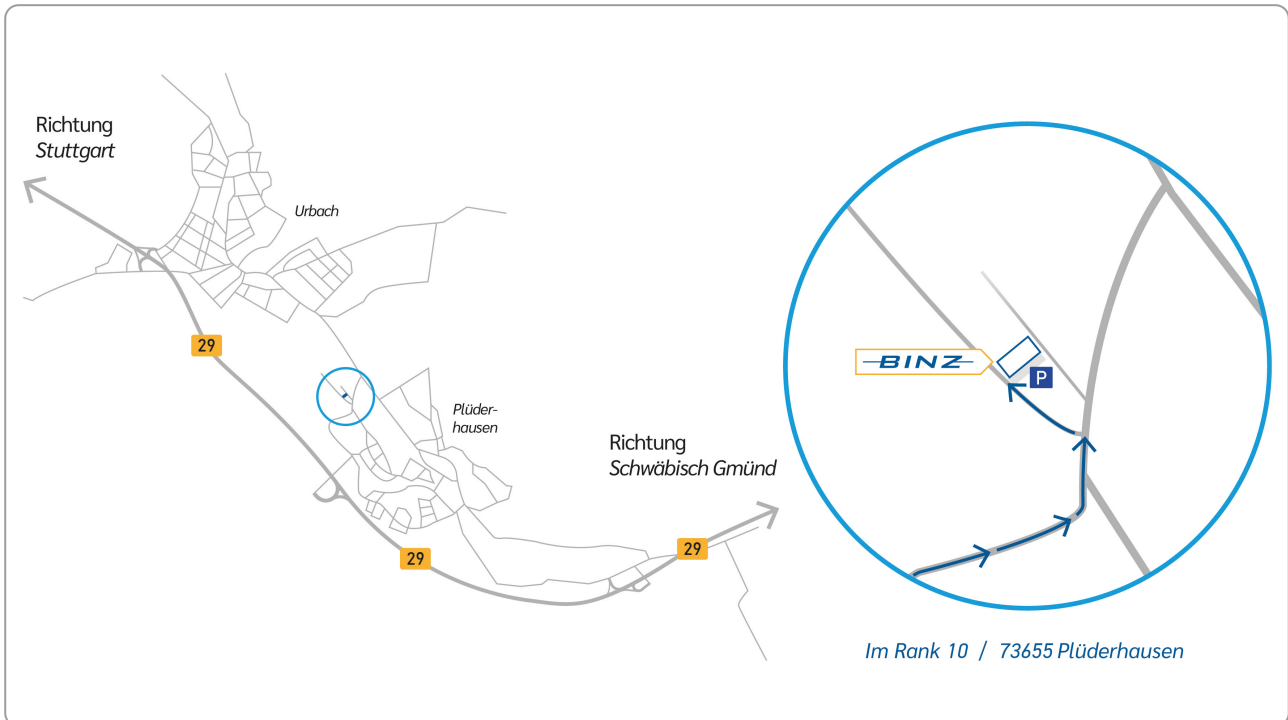 Richtung
Stuttgart
Urbach
29
Plüder-
hausen
Richtung
Schwäbisch Gmünd
29
29
BINZ
P
Im Rank 10 / 73655 Plüderhausen